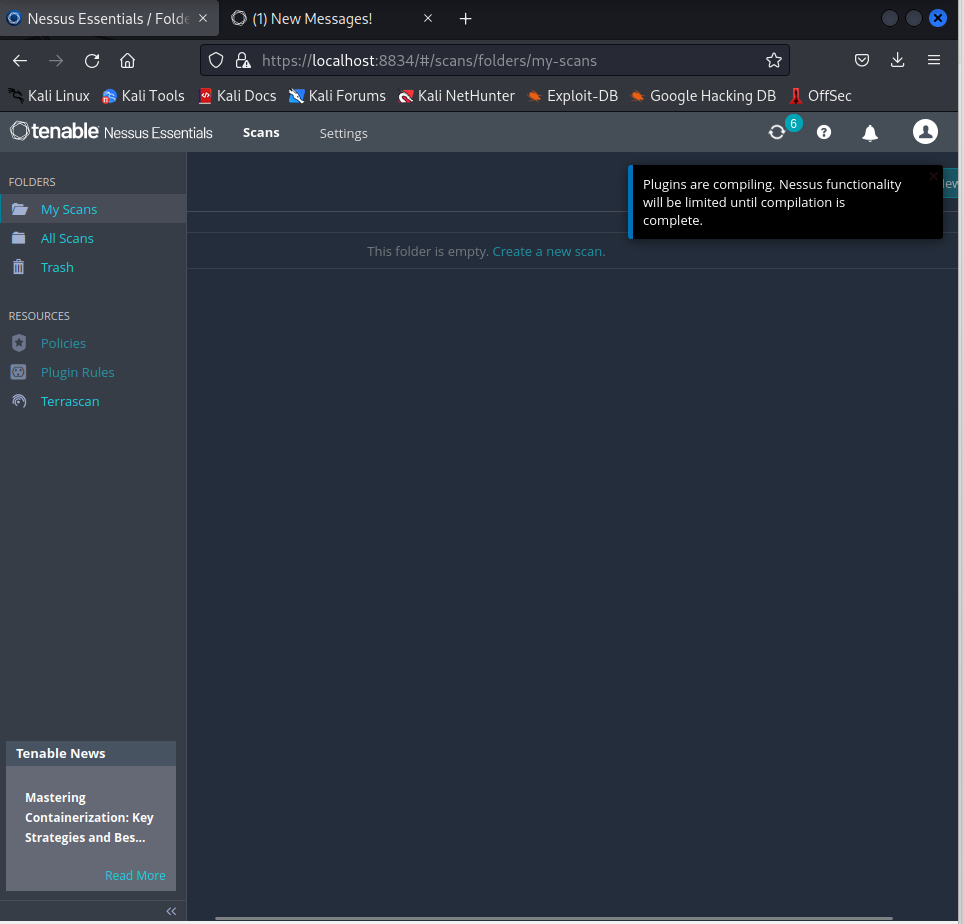 Nessus Essentials / Folde
(1) New Messages!
https://localhost:8834/#/scans/folders/my-scans
Kali Linux Kali Tools Kali Docs Kali Forums Kali NetHunter Exploit-DB Google Hacking DB OffSec
tenable Nessus Essentials Scans Settings 6
FOLDERS
My Scans
All Scans
Trash
RESOURCES
Policies
Plugin Rules
Terrascan
Plugins are compiling. Nessus functionality
will be limited until compilation is
complete.
This folder is empty. Create a new scan.
Tenable News
Mastering
Containerization: Key
Strategies and Bes...
Read More